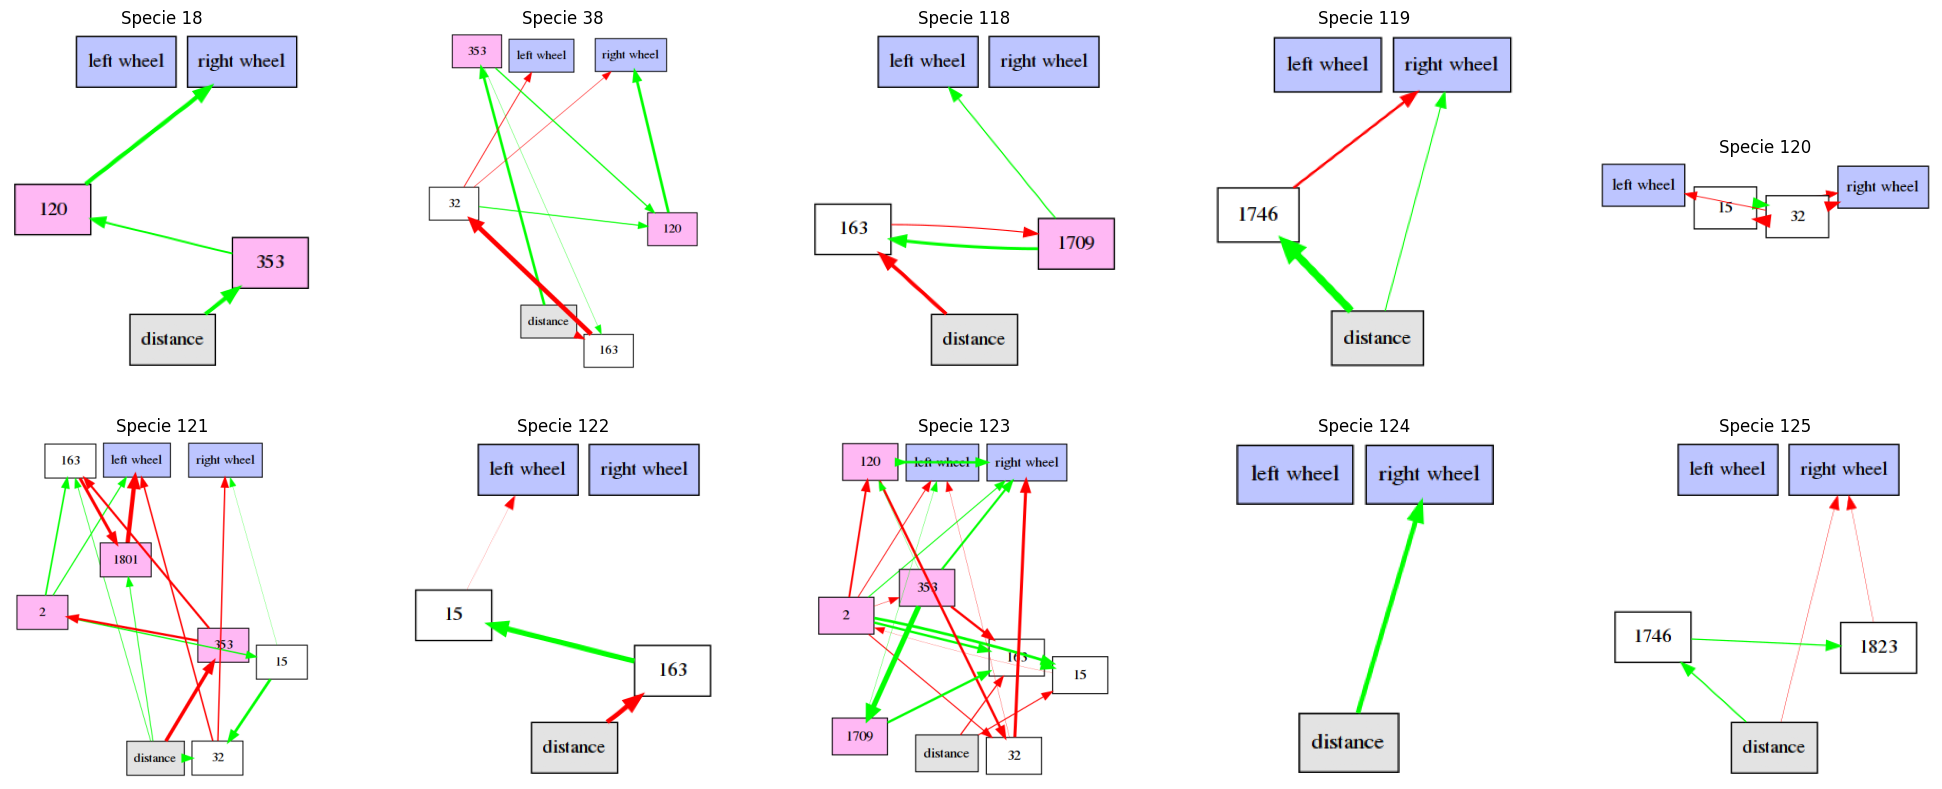 Specie 18
left wheel
right wheel
120
353
distance
Specie 38
353
left wheel
right wheel
32
120
distance
163
Specie 118
left wheel
right wheel
163
1709
distance
Specie 119
left wheel
right wheel
1746
distance
Specie 120
left wheel
15
32
right wheel
Specie 121
163
left wheel
right wheel
1801
2
353
15
distance
32
Specie 122
left wheel
right wheel
15
163
distance
Specie 123
120
left wheel
right wheel
353
2
163
15
1709
distance
32
Specie 124
left wheel
right wheel
distance
Specie 125
left wheel
right wheel
1746
1823
distance